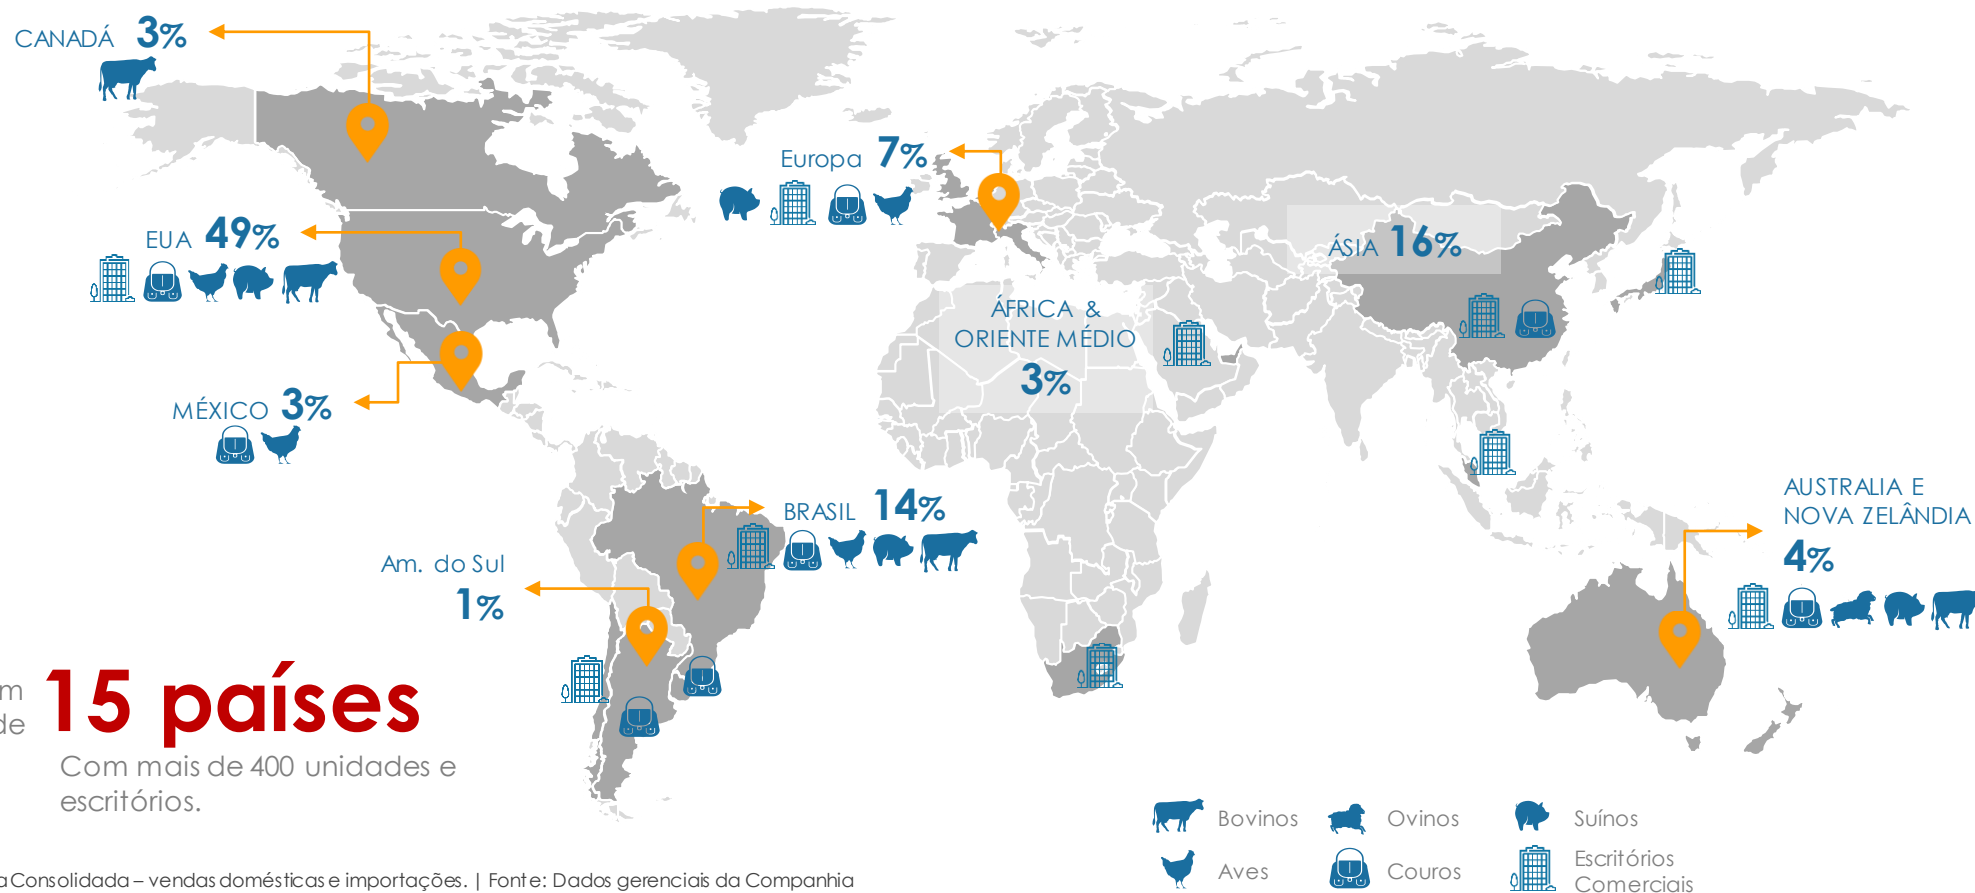 CANADÁ 3%
Europa 7%
EUA 49%
ÁSIA 16%
ÁFRICA &
ORIENTE MÉDIO
3%
MÉXICO 3%
BRASIL 14%
AUSTRALIA E
NOVA ZELÂNDIA
4%
Am. do Sul
1%
15 países
Com mais de 400 unidades e
escritórios.
Bovinos
Ovinos
Suínos
Aves
Couros
Escritórios
Comerciais
Consolidada – vendas domésticas e importações. | Fonte: Dados gerenciais da Companhia